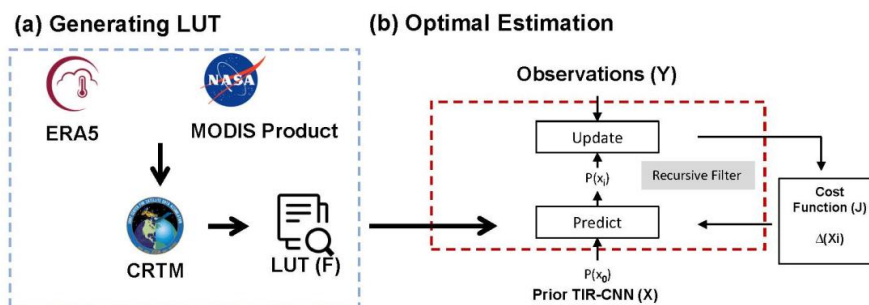 (a) Generating LUT
(b) Optimal Estimation
NASA
ERA5
MODIS Product
CRTM
LUT (F)
Observations (Y)
Update
P(xi)
Recursive Filter
Predict
P(x0)
Prior TIR-CNN (X)
Cost
Function (J)
Δ(Xi)